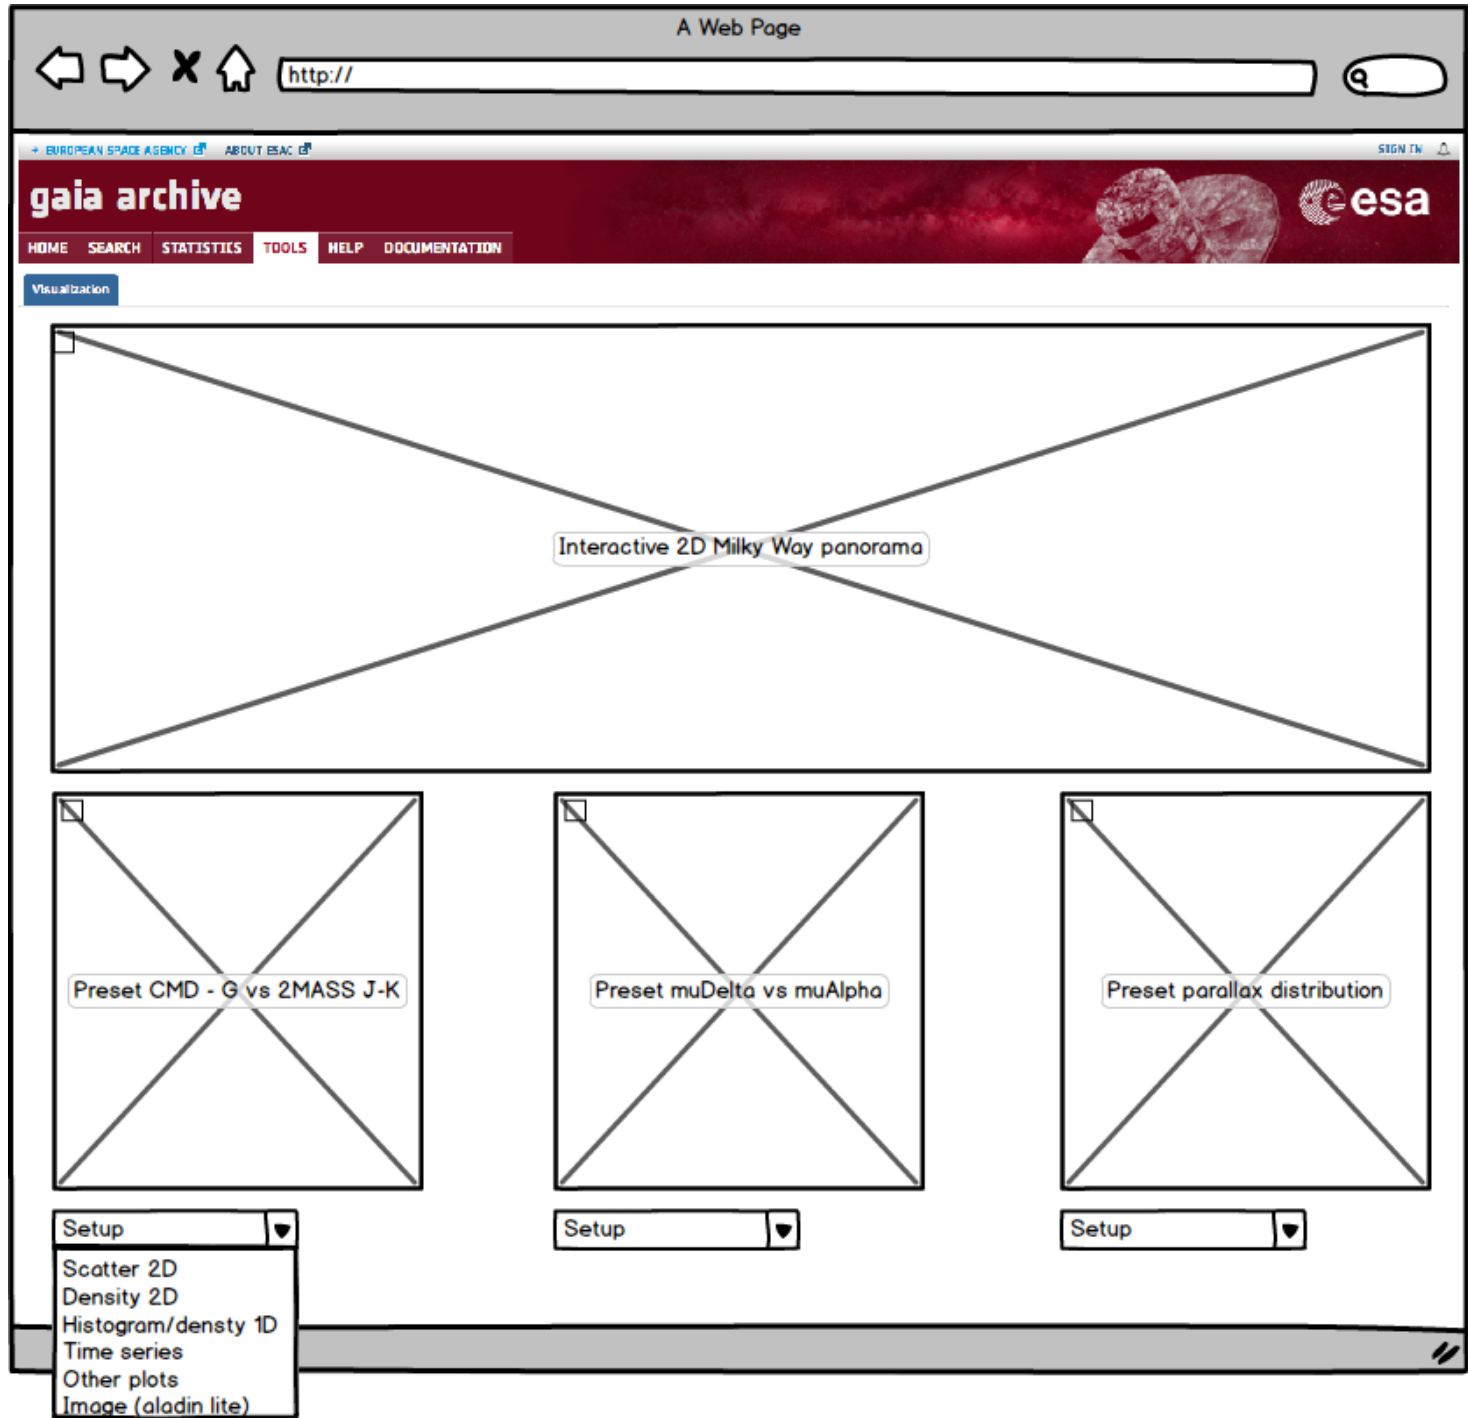 A Web Page
http://
EUROPEAN SPACE AGENCY ABOUT ESAC SIGN IN
gaia archive esa
HOME SEARCH STATISTICS TOOLS HELP DOCUMENTATION
Visualization
Interactive 2D Milky Way panorama
Preset CMD - G vs 2MASS J-K
Preset muDelta vs muAlpha
Preset parallax distribution
Setup
Setup
Setup
Scatter 2D
Density 2D
Histogram/densty 1D
Time series
Other plots
Image (aladin lite)